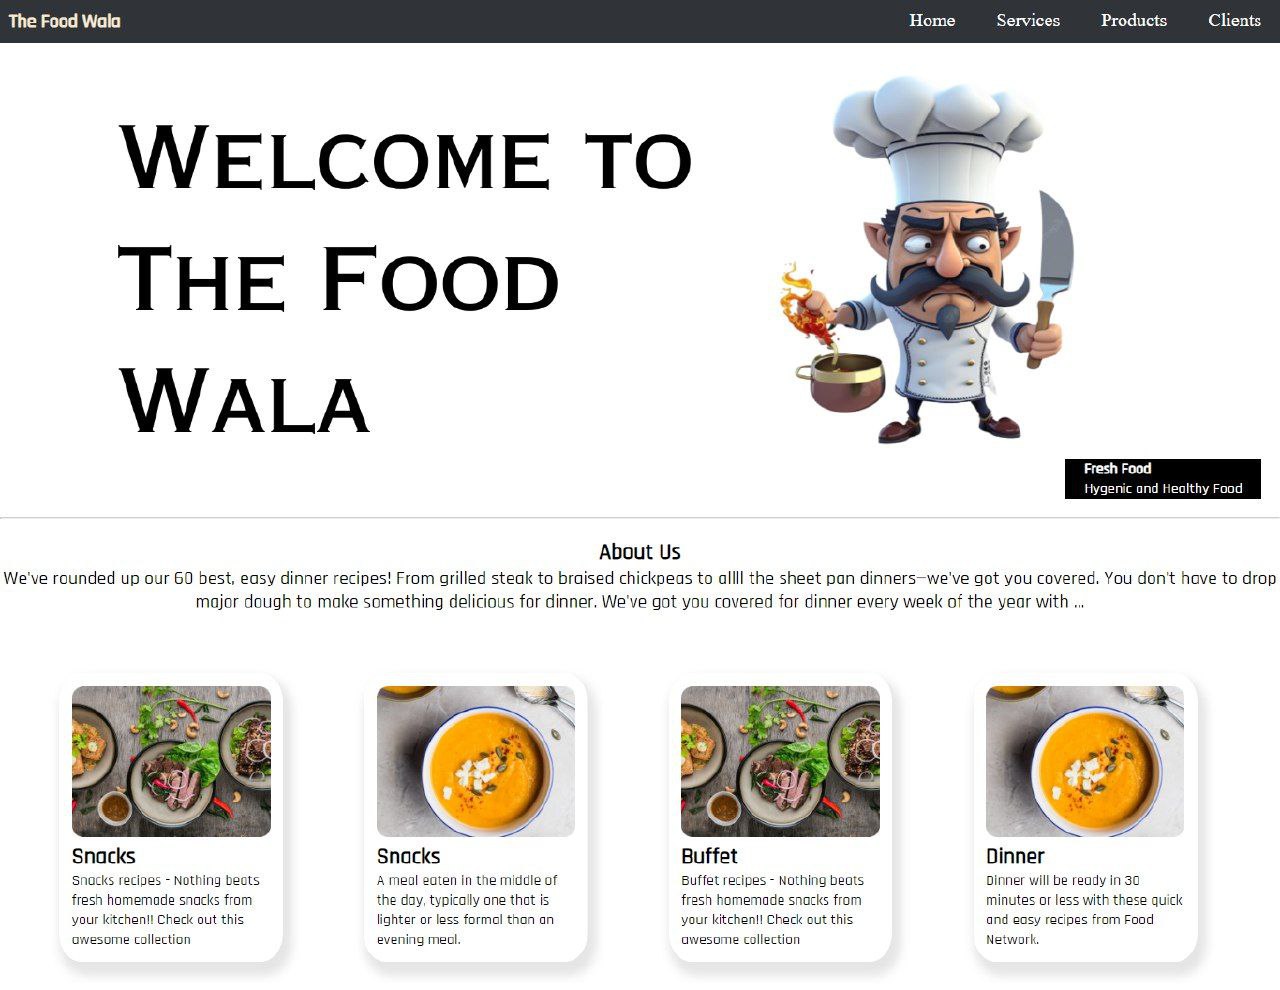 The Food Wala
Home Services Products Clients
WELCOME TO
THE FOOD
WALA
Fresh Food
Hygenic and Healthy Food
About Us
We've rounded up our 60 best, easy dinner recipes! From grilled steak to braised chickpeas to allll the sheet pan dinners—we've got you covered. You don't have to drop
major dough to make something delicious for dinner. We've got you covered for dinner every week of the year with ...
Snacks
Snacks recipes - Nothing beats
fresh homemade snacks from
your kitchen!! Check out this
awesome collection
Snacks
A meal eaten in the middle of
the day, typically one that is
lighter or less formal than an
evening meal.
Buffet
Buffet recipes - Nothing beats
fresh homemade snacks from
your kitchen!! Check out this
awesome collection
Dinner
Dinner will be ready in 30
minutes or less with these quick
and easy recipes from Food
Network.